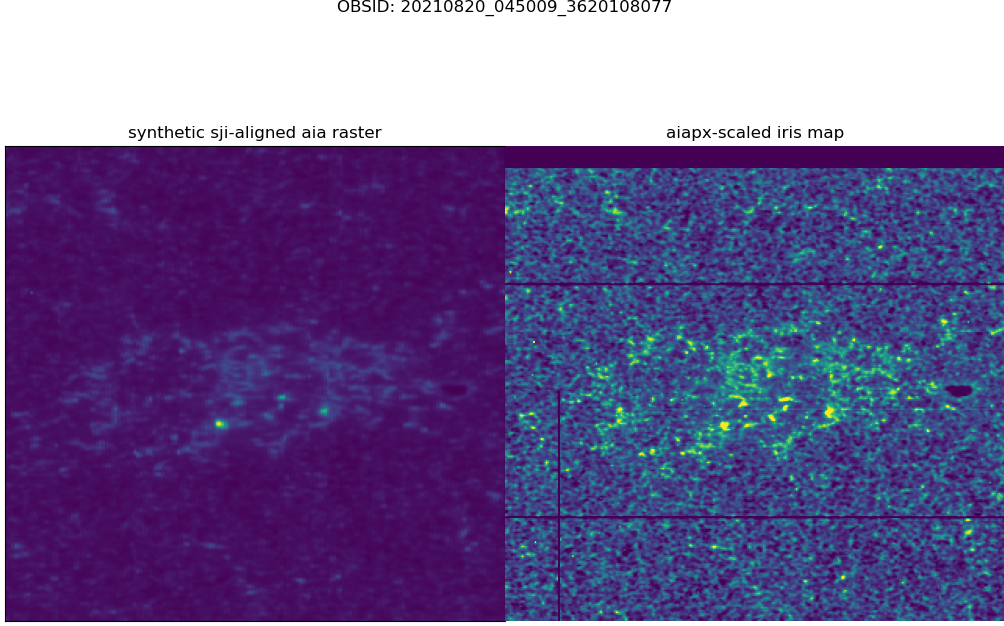 OBSID: 20210820_045009_3620108077
synthetic sji-aligned aia raster
aiapx-scaled iris map